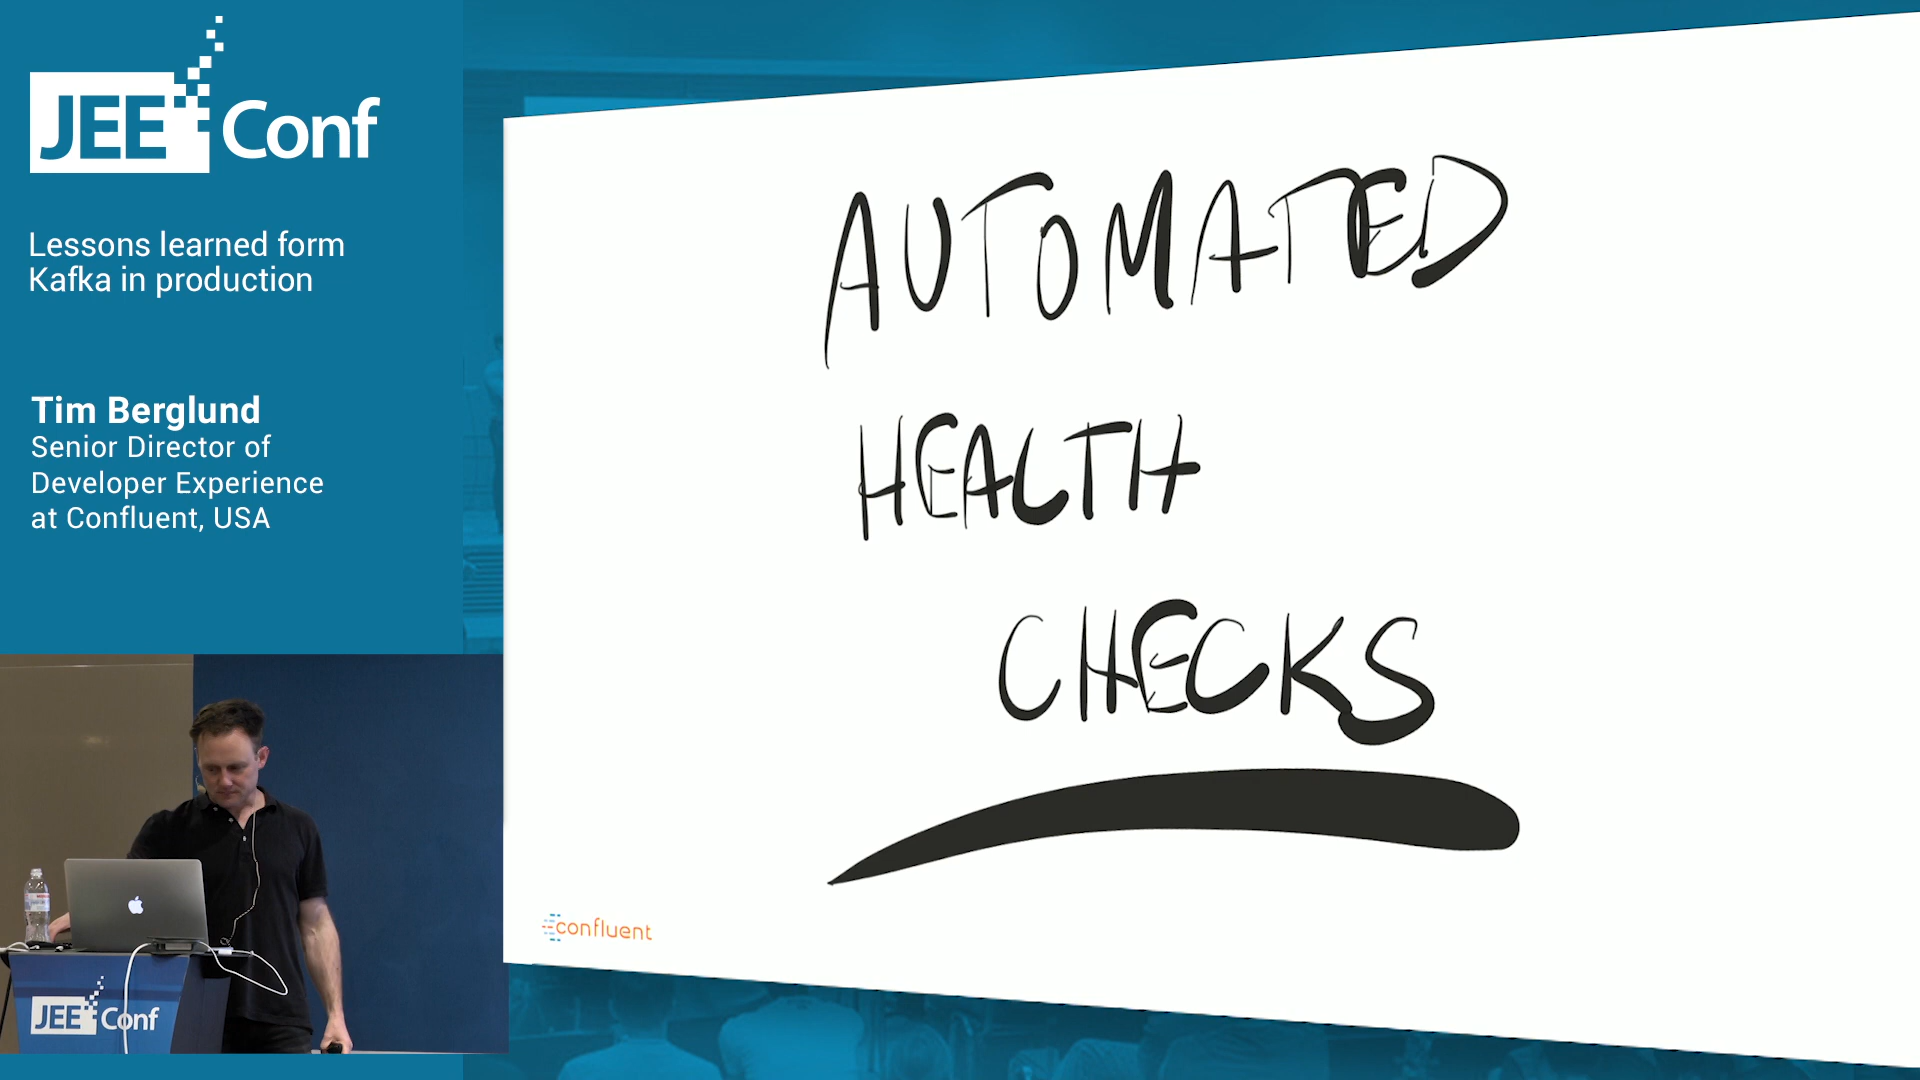 JEE Conf
Lessons learned form
Kafka in production
Tim Berglund
Senior Director of
Developer Experience
at Confluent, USA
AUTOMATED
HEALTH
CHECKS
confluent
JEE Conf